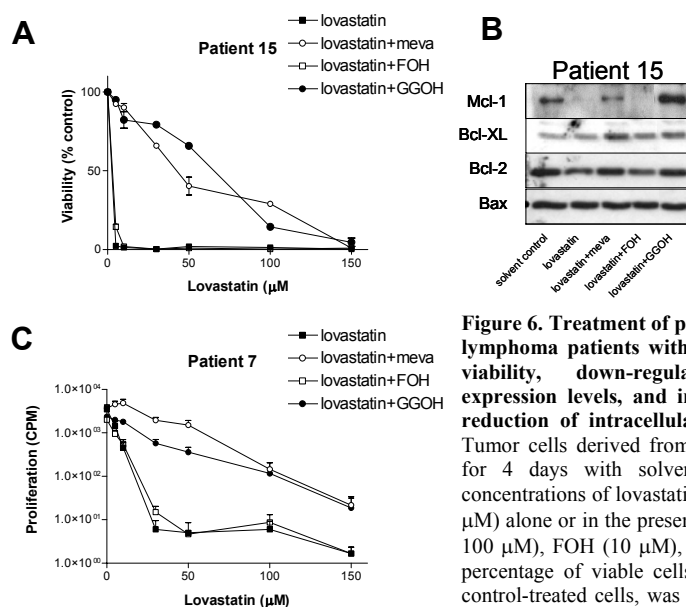 A
Patient 15
lovastatin
lovastatin+meva
lovastatin+FOH
lovastatin+GGOH
Viability (% control)
100
50
0
0
50
100
150
Lovastatin (μM)
B
Patient 15
Mcl-1
Bcl-XL
Bcl-2
Bax
solvent control
lovastatin
lovastatin+meva
lovastatin+FOH
lovastatin+GGOH
C
Patient 7
lovastatin
lovastatin+meva
lovastatin+FOH
lovastatin+GGOH
Proliferation (CPM)
1.0×10⁰⁴
1.0×10⁰³
1.0×10⁰²
1.0×10⁰¹
1.0×10⁰⁰
0
50
100
150
Lovastatin (μM)
Figure 6. Treatment of p
lymphoma patients with
viability, down-regula
expression levels, and i
reduction of intracellula
Tumor cells derived from
for 4 days with solven
concentrations of lovastati
μM) alone or in the presen
100 μM), FOH (10 μM),
percentage of viable cells
control-treated cells, was